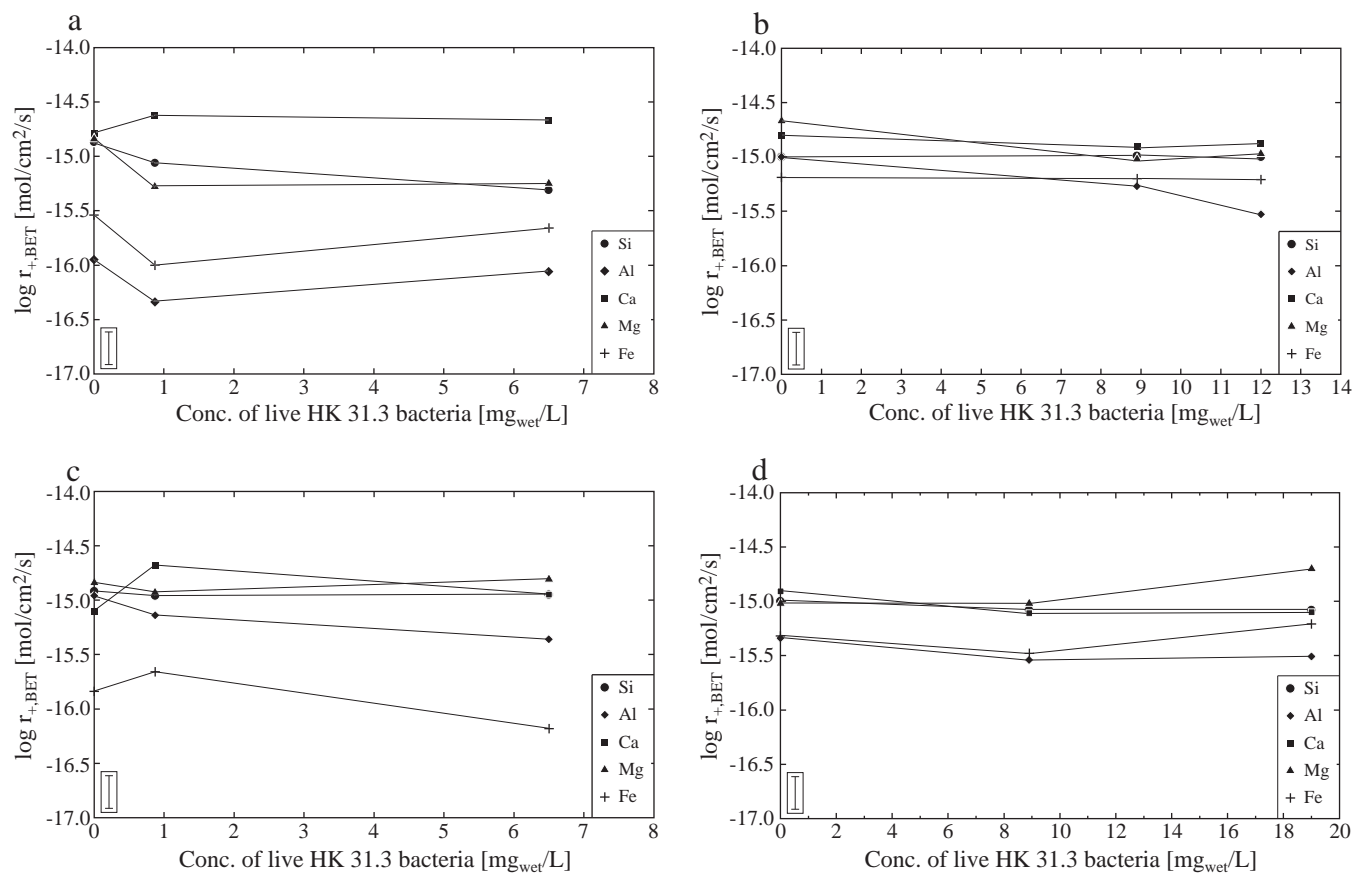 a
log r+,BET [mol/cm2/s]
-14.0
-14.5
-15.0
-15.5
-16.0
-16.5
-17.0
Si
Al
Ca
Mg
Fe
0 1 2 3 4 5 6 7 8
Conc. of live HK 31.3 bacteria [mgwet/L]
b
log r+,BET [mol/cm2/s]
-14.0
-14.5
-15.0
-15.5
-16.0
-16.5
-17.0
Si
Al
Ca
Mg
Fe
0 1 2 3 4 5 6 7 8 9 10 11 12 13 14
Conc. of live HK 31.3 bacteria [mgwet/L]
c
log r+,BET [mol/cm2/s]
-14.0
-14.5
-15.0
-15.5
-16.0
-16.5
-17.0
Si
Al
Ca
Mg
Fe
0 1 2 3 4 5 6 7 8
Conc. of live HK 31.3 bacteria [mgwet/L]
d
log r+,BET [mol/cm2/s]
-14.0
-14.5
-15.0
-15.5
-16.0
-16.5
-17.0
Si
Al
Ca
Mg
Fe
0 2 4 6 8 10 12 14 16 18 20
Conc. of live HK 31.3 bacteria [mgwet/L]